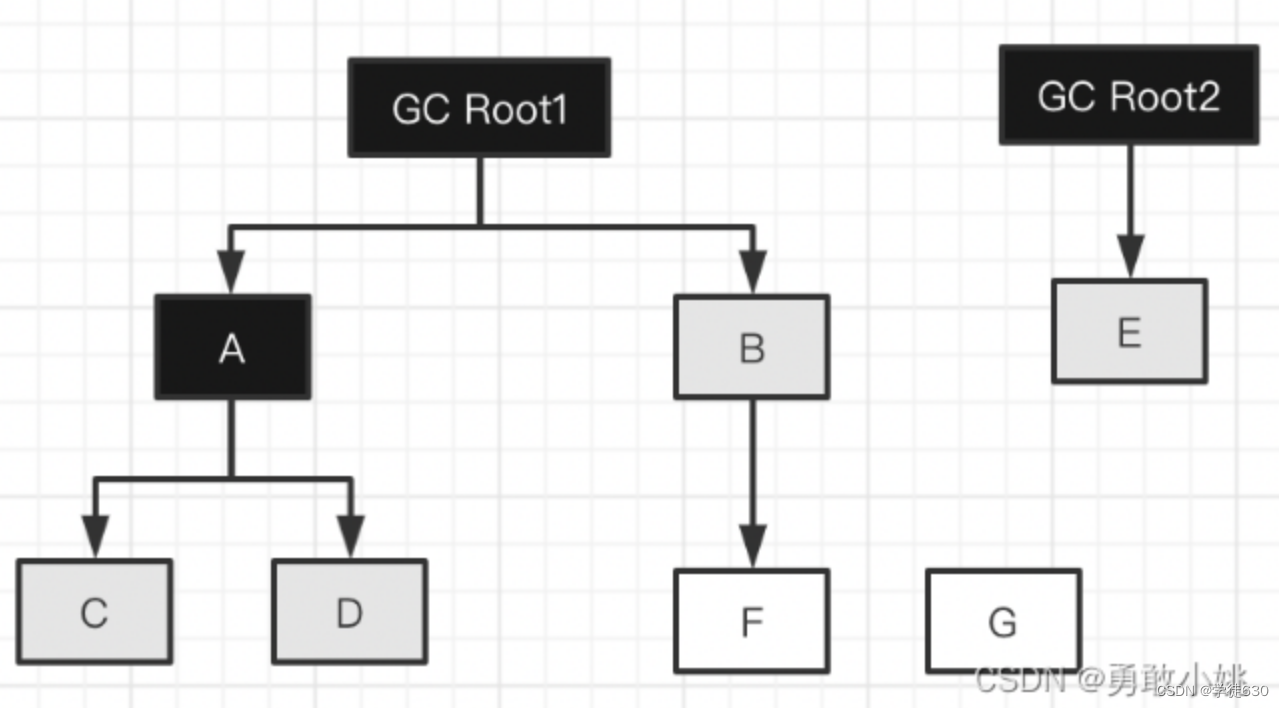 GC Root1
GC Root2
A
B
E
C
D
F
G
CSDN @勇敢小姚
CSDN @学徒630